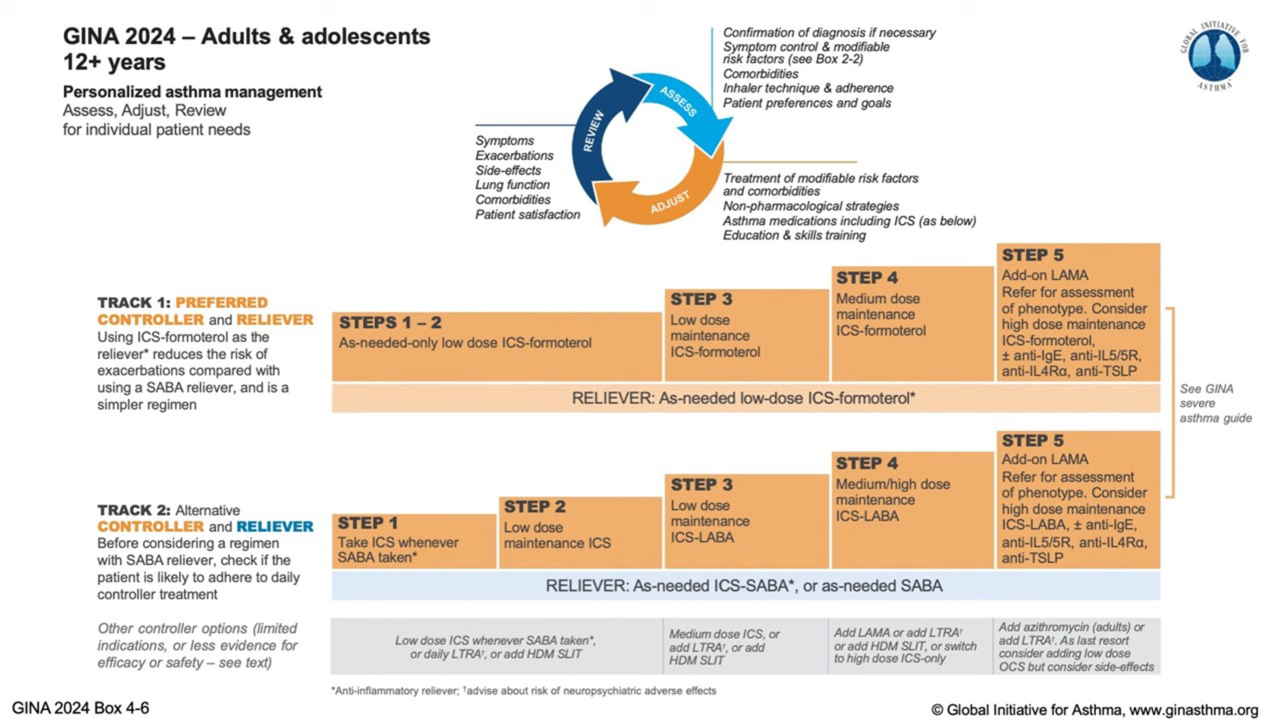 GINA 2024 – Adults & adolescents
12+ years
Personalized asthma management
Assess, Adjust, Review
for individual patient needs
GLOBAL INITIATIVE FOR
ASTHMA
Confirmation of diagnosis if necessary
Symptom control & modifiable
risk factors (see Box 2-2)
Comorbidities
Inhaler technique & adherence
Patient preferences and goals
REVIEW
ASSESS
ADJUST
Symptoms
Exacerbations
Side-effects
Lung function
Comorbidities
Patient satisfaction
Treatment of modifiable risk factors
and comorbidities
Non-pharmacological strategies
Asthma medications including ICS (as below)
Education & skills training
TRACK 1: PREFERRED
CONTROLLER and RELIEVER
Using ICS-formoterol as the
reliever* reduces the risk of
exacerbations compared with
using a SABA reliever, and is a
simpler regimen
STEPS 1 – 2
As-needed-only low dose ICS-formoterol
STEP 3
Low dose
maintenance
ICS-formoterol
STEP 4
Medium dose
maintenance
ICS-formoterol
STEP 5
Add-on LAMA
Refer for assessment
of phenotype. Consider
high dose maintenance
ICS-formoterol,
± anti-IgE, anti-IL5/5R,
anti-IL4Rα, anti-TSLP
RELIEVER: As-needed low-dose ICS-formoterol*
See GINA
severe
asthma guide
TRACK 2: Alternative
CONTROLLER and RELIEVER
Before considering a regimen
with SABA reliever, check if the
patient is likely to adhere to daily
controller treatment
STEP 1
Take ICS whenever
SABA taken*
STEP 2
Low dose
maintenance ICS
STEP 3
Low dose
maintenance
ICS-LABA
STEP 4
Medium/high dose
maintenance
ICS-LABA
STEP 5
Add-on LAMA
Refer for assessment
of phenotype. Consider
high dose maintenance
ICS-LABA, ± anti-IgE,
anti-IL5/5R, anti-IL4Rα,
anti-TSLP
RELIEVER: As-needed ICS-SABA*, or as-needed SABA
Other controller options (limited
indications, or less evidence for
efficacy or safety – see text)
Low dose ICS whenever SABA taken*,
or daily LTRA†, or add HDM SLIT
Medium dose ICS, or
add LTRA†, or add
HDM SLIT
Add LAMA or add LTRA†
or add HDM SLIT, or switch
to high dose ICS-only
Add azithromycin (adults) or
add LTRA†. As last resort
consider adding low dose
OCS but consider side-effects
*Anti-inflammatory reliever; †advise about risk of neuropsychiatric adverse effects
GINA 2024 Box 4-6
© Global Initiative for Asthma, www.ginasthma.org